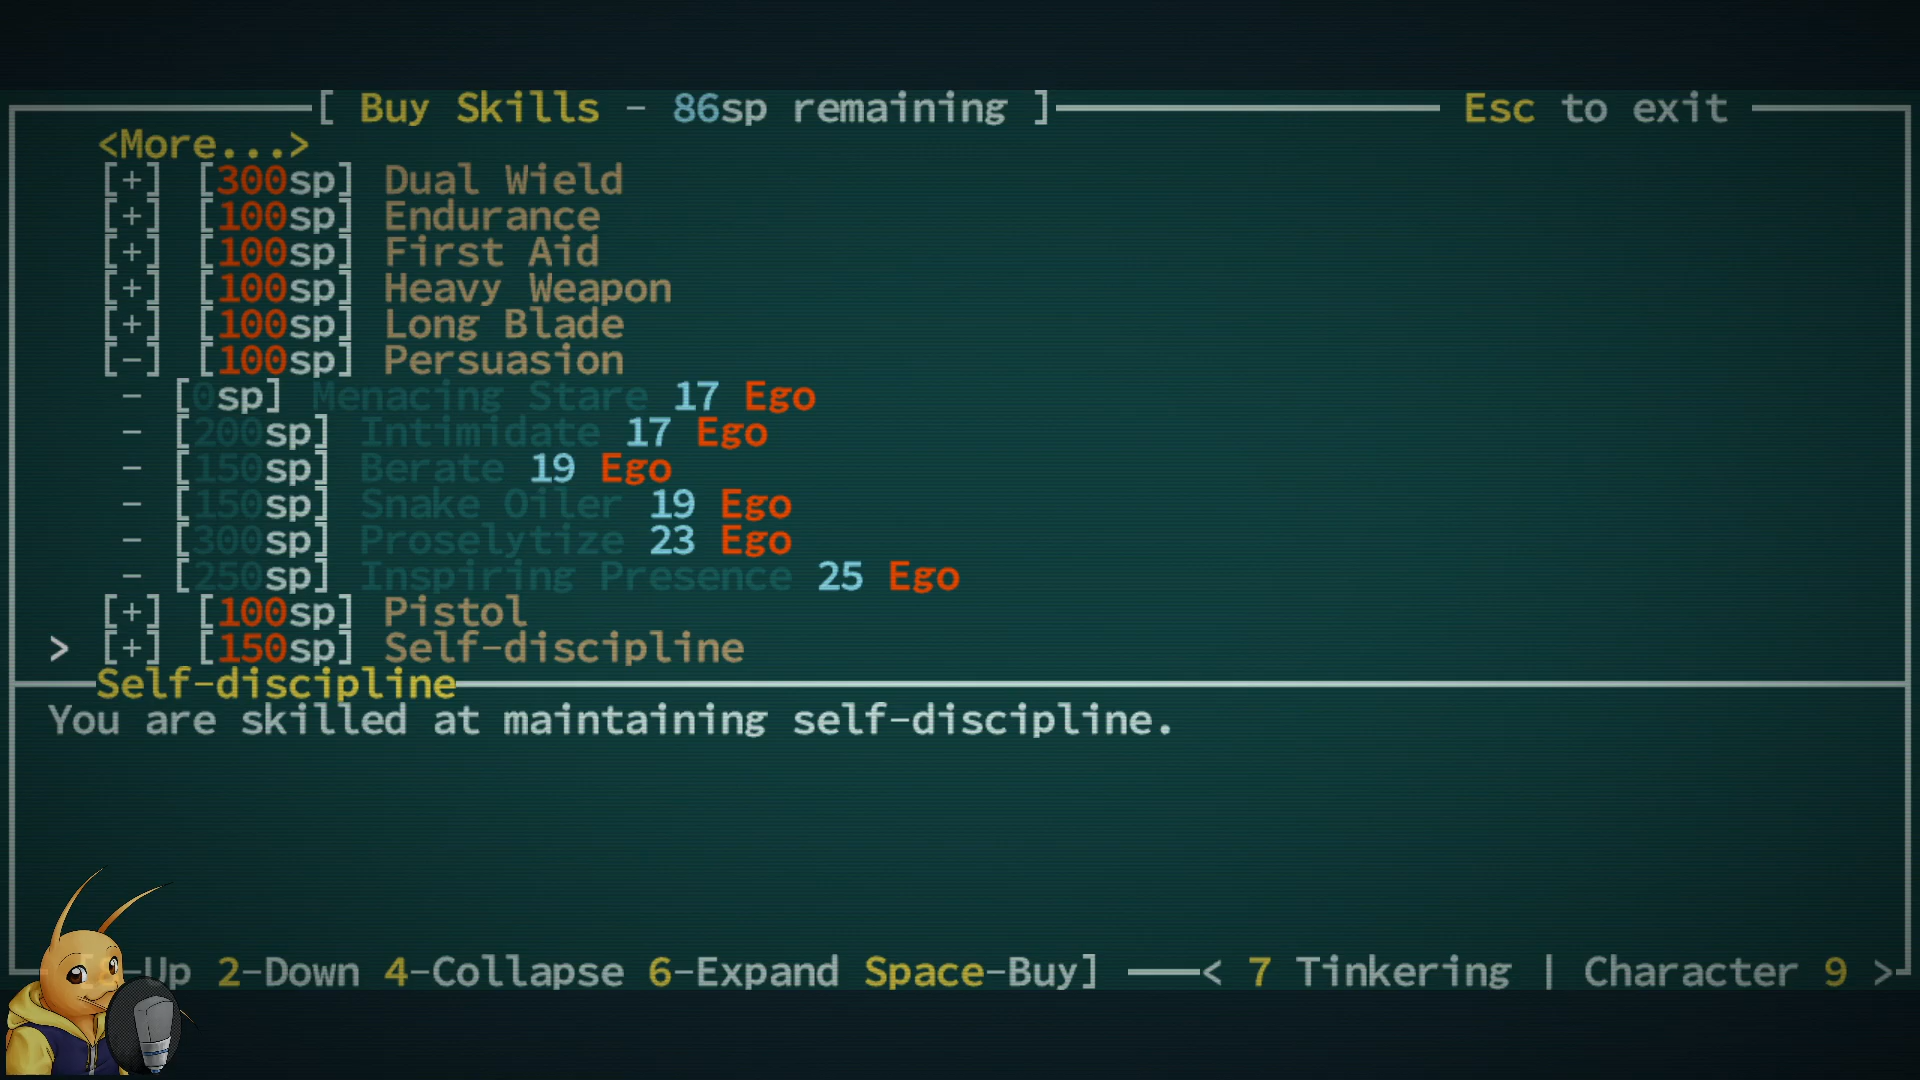 [ Buy Skills - 86sp remaining ] Esc to exit
<More...>
[+] [300sp] Dual Wield
[+] [100sp] Endurance
[+] [100sp] First Aid
[+] [100sp] Heavy Weapon
[+] [100sp] Long Blade
[-] [100sp] Persuasion
- [0sp] Menacing Stare 17 Ego
- [200sp] Intimidate 17 Ego
- [150sp] Berate 19 Ego
- [150sp] Snake Oiler 19 Ego
- [300sp] Proselytize 23 Ego
- [250sp] Inspiring Presence 25 Ego
[+] [100sp] Pistol
> [+] [150sp] Self-discipline
Self-discipline
You are skilled at maintaining self-discipline.
-Up 2-Down 4-Collapse 6-Expand Space-Buy] < 7 Tinkering | Character 9 >